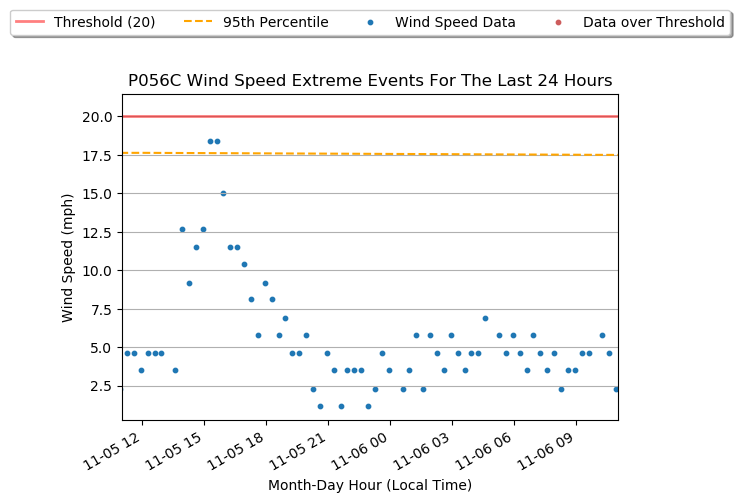 Threshold (20) 95th Percentile Wind Speed Data Data over Threshold
P056C Wind Speed Extreme Events For The Last 24 Hours
20.0
17.5
15.0
12.5
10.0
7.5
5.0
2.5
Wind Speed (mph)
11-05 12 11-05 15 11-05 18 11-05 21 11-06 00 11-06 03 11-06 06 11-06 09
Month-Day Hour (Local Time)